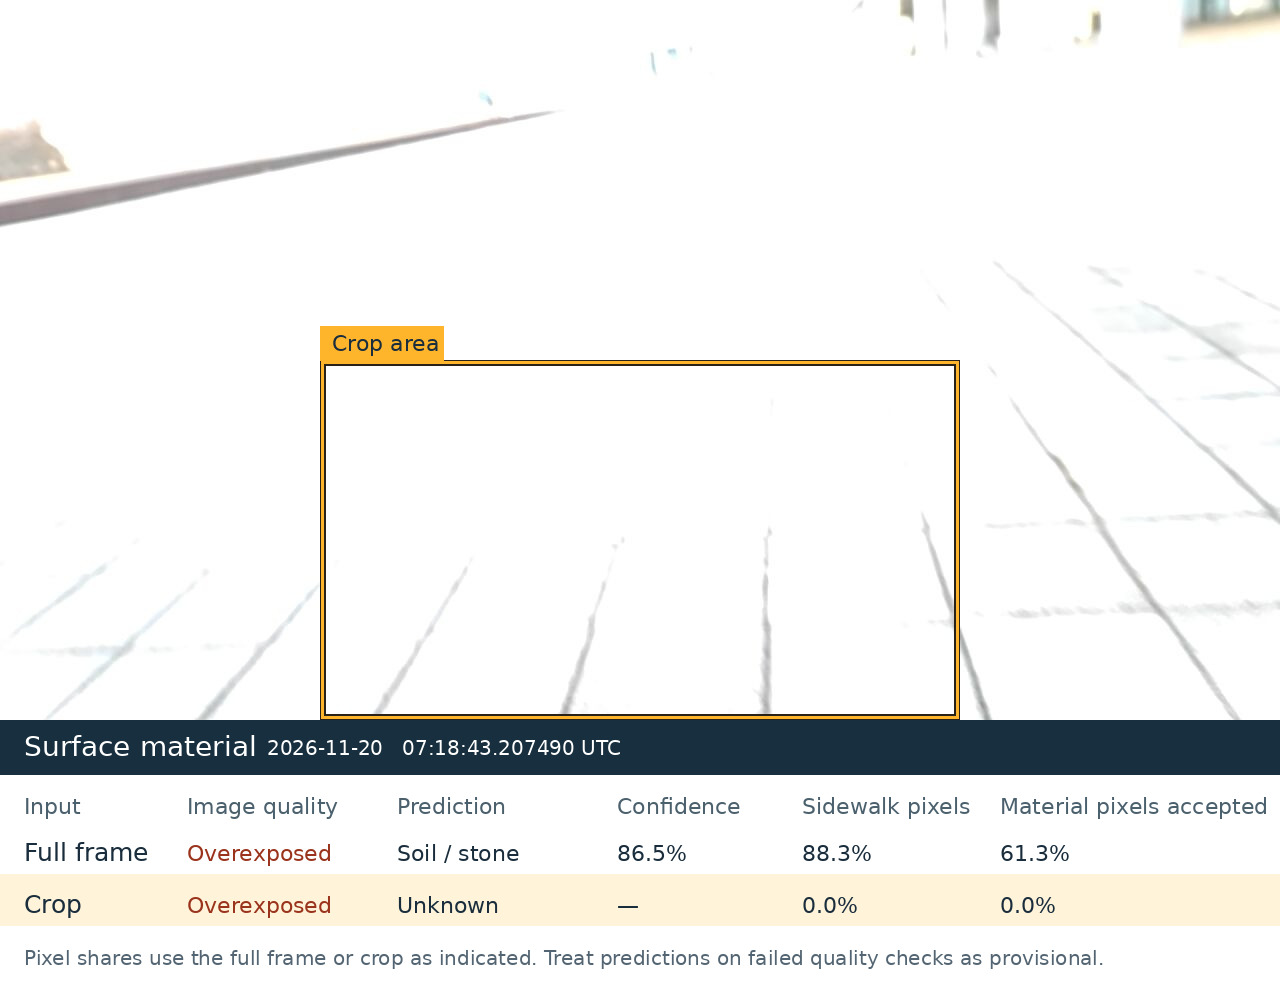 Crop area
Surface material 2026-11-20 07:18:43.207490 UTC
Input Image quality Prediction Confidence Sidewalk pixels Material pixels accepted
Full frame Overexposed Soil / stone 86.5% 88.3% 61.3%
Crop Overexposed Unknown — 0.0% 0.0%
Pixel shares use the full frame or crop as indicated. Treat predictions on failed quality checks as provisional.